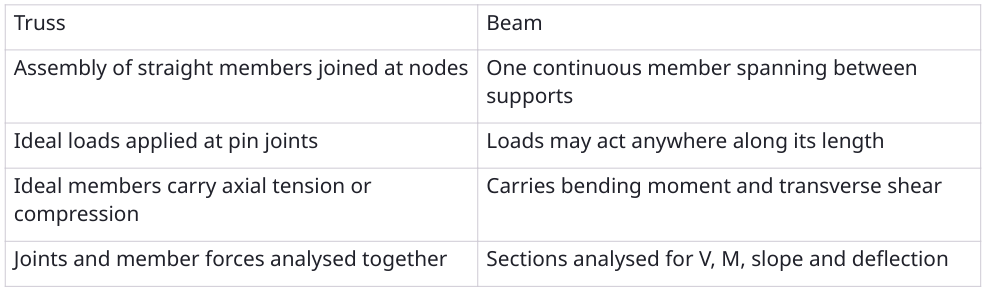 Truss
Beam
Assembly of straight members joined at nodes
One continuous member spanning between
supports
Ideal loads applied at pin joints
Loads may act anywhere along its length
Ideal members carry axial tension or
compression
Carries bending moment and transverse shear
Joints and member forces analysed together
Sections analysed for V, M, slope and deflection